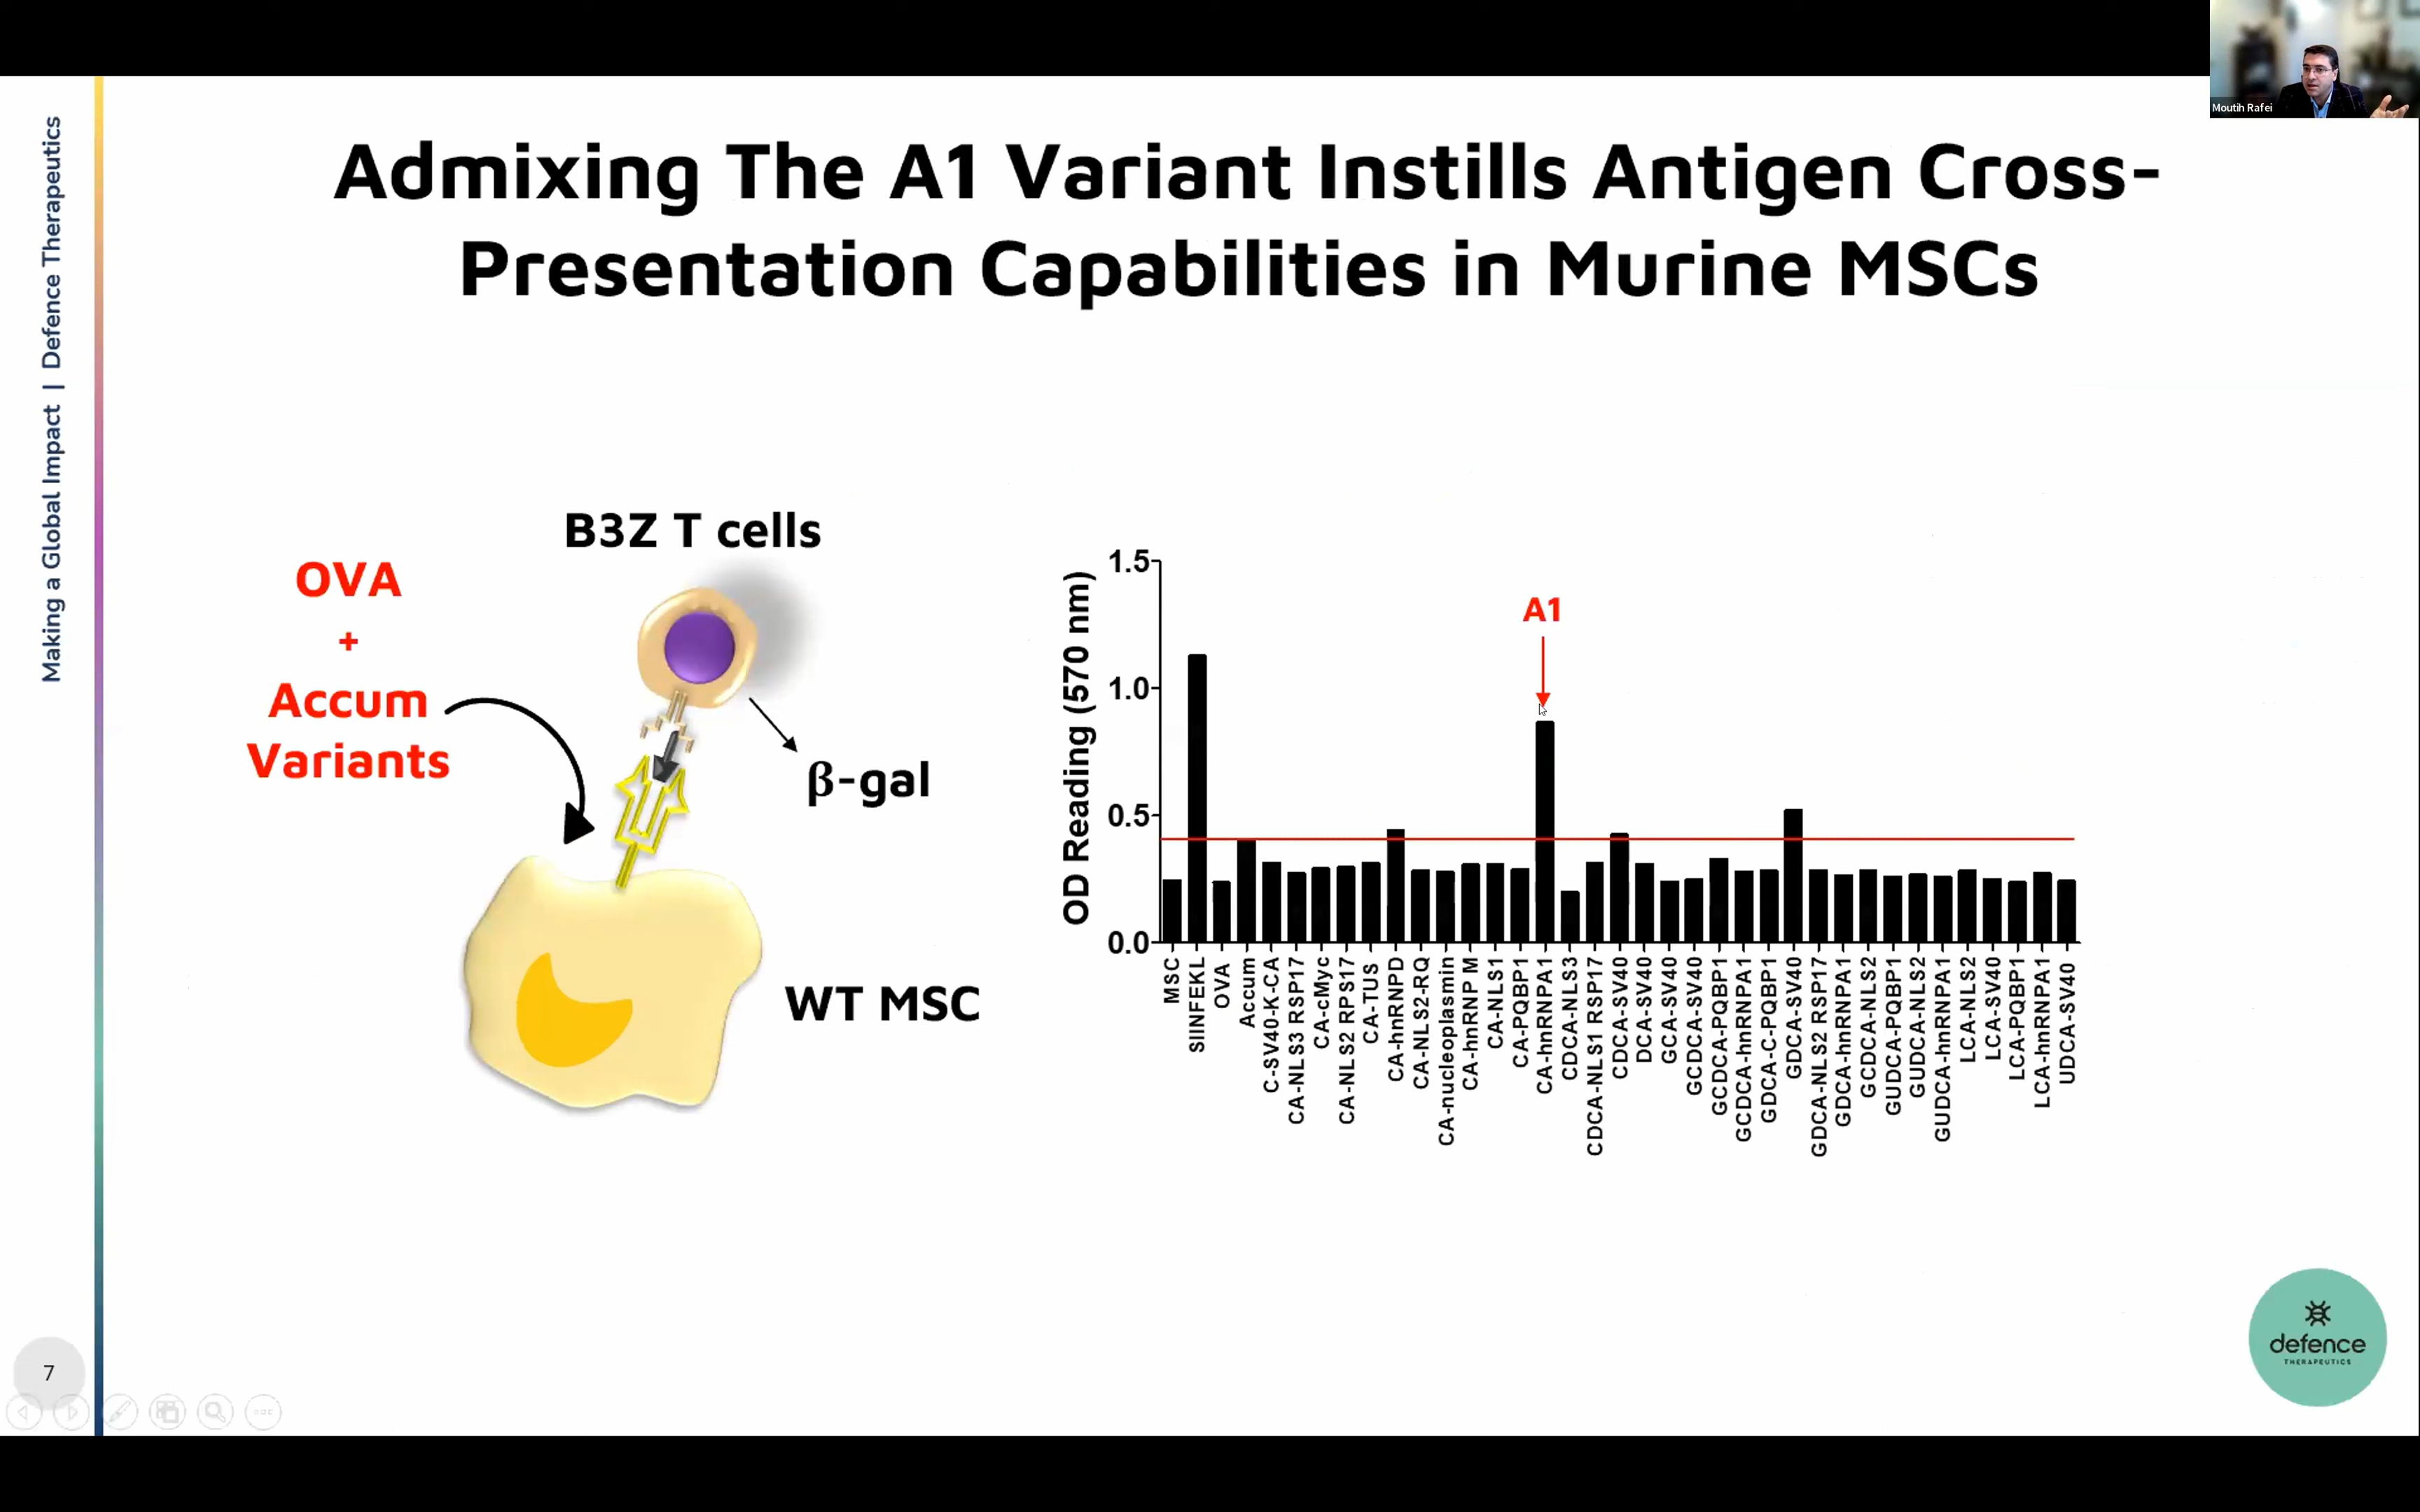 Moutih Rafei
Making a Global Impact | Defence Therapeutics
Admixing The A1 Variant Instills Antigen Cross-
Presentation Capabilities in Murine MSCs
B3Z T cells
OVA
+
Accum
Variants
β-gal
WT MSC
OD Reading (570 nm)
1.5
1.0
0.5
0.0
A1
MSC
SIINFEKL
OVA
Accum
C-SV40-K-CA
CA-NLS3 RSP17
CA-cMyc
CA-NLS2 RPS17
CA-TUS
CA-hnRNPD
CA-NLS2-RQ
CA-nucleoplasmin
CA-hnRNP M
CA-NLS1
CA-PQBP1
CA-hnRNPA1
CDCA-NLS3
CDCA-NLS1 RSP17
CDCA-SV40
DCA-SV40
GCA-SV40
GCDCA-SV40
GCDCA-PQBP1
GCDCA-hnRNPA1
GDCA-C-PQBP1
GDCA-SV40
GDCA-NLS2 RSP17
GDCA-hnRNPA1
GCDCA-NLS2
GUDCA-PQBP1
GUDCA-NLS2
GUDCA-hnRNPA1
LCA-NLS2
LCA-SV40
LCA-PQBP1
LCA-hnRNPA1
UDCA-SV40
7
defence
THERAPEUTICS